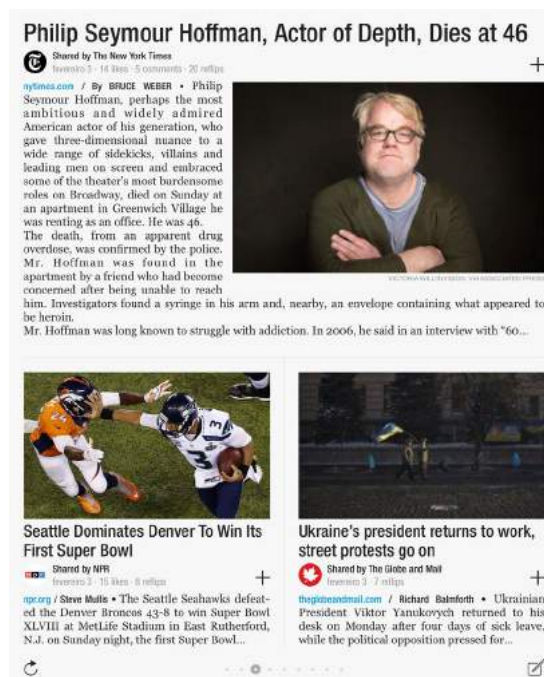 Philip Seymour Hoffman, Actor of Depth, Dies at 46
Shared by The New York Times
fevereiro 3 · 14 likes · 5 comments · 20 reflips
nytimes.com / By BRUCE WEBER • Philip
Seymour Hoffman, perhaps the most
ambitious and widely admired
American actor of his generation, who
gave three-dimensional nuance to a
wide range of sidekicks, villains and
leading men on screen and embraced
some of the theater's most burdensome
roles on Broadway, died on Sunday at
an apartment in Greenwich Village he
was renting as an office. He was 46.
The death, from an apparent drug
overdose, was confirmed by the police.
Mr. Hoffman was found in the
apartment by a friend who had become
concerned after being unable to reach
him. Investigators found a syringe in his arm and, nearby, an envelope containing what appeared to
be heroin.
Mr. Hoffman was long known to struggle with addiction. In 2006, he said in an interview with "60...
24
3
3
Seattle Dominates Denver To Win Its
First Super Bowl
Shared by NPR
fevereiro 3 · 15 likes · 8 reflips
npr.org / Steve Mullis • The Seattle Seahawks defeat-
ed the Denver Broncos 43-8 to win Super Bowl
XLVIII at MetLife Stadium in East Rutherford,
N.J. on Sunday night, the first Super Bowl...
Ukraine's president returns to work,
street protests go on
Shared by The Globe and Mail
fevereiro 3 · 7 reflips
theglobeandmail.com / Richard Balmforth • Ukrainian
President Viktor Yanukovych returned to his
desk on Monday after four days of sick leave,
while the political opposition pressed for...